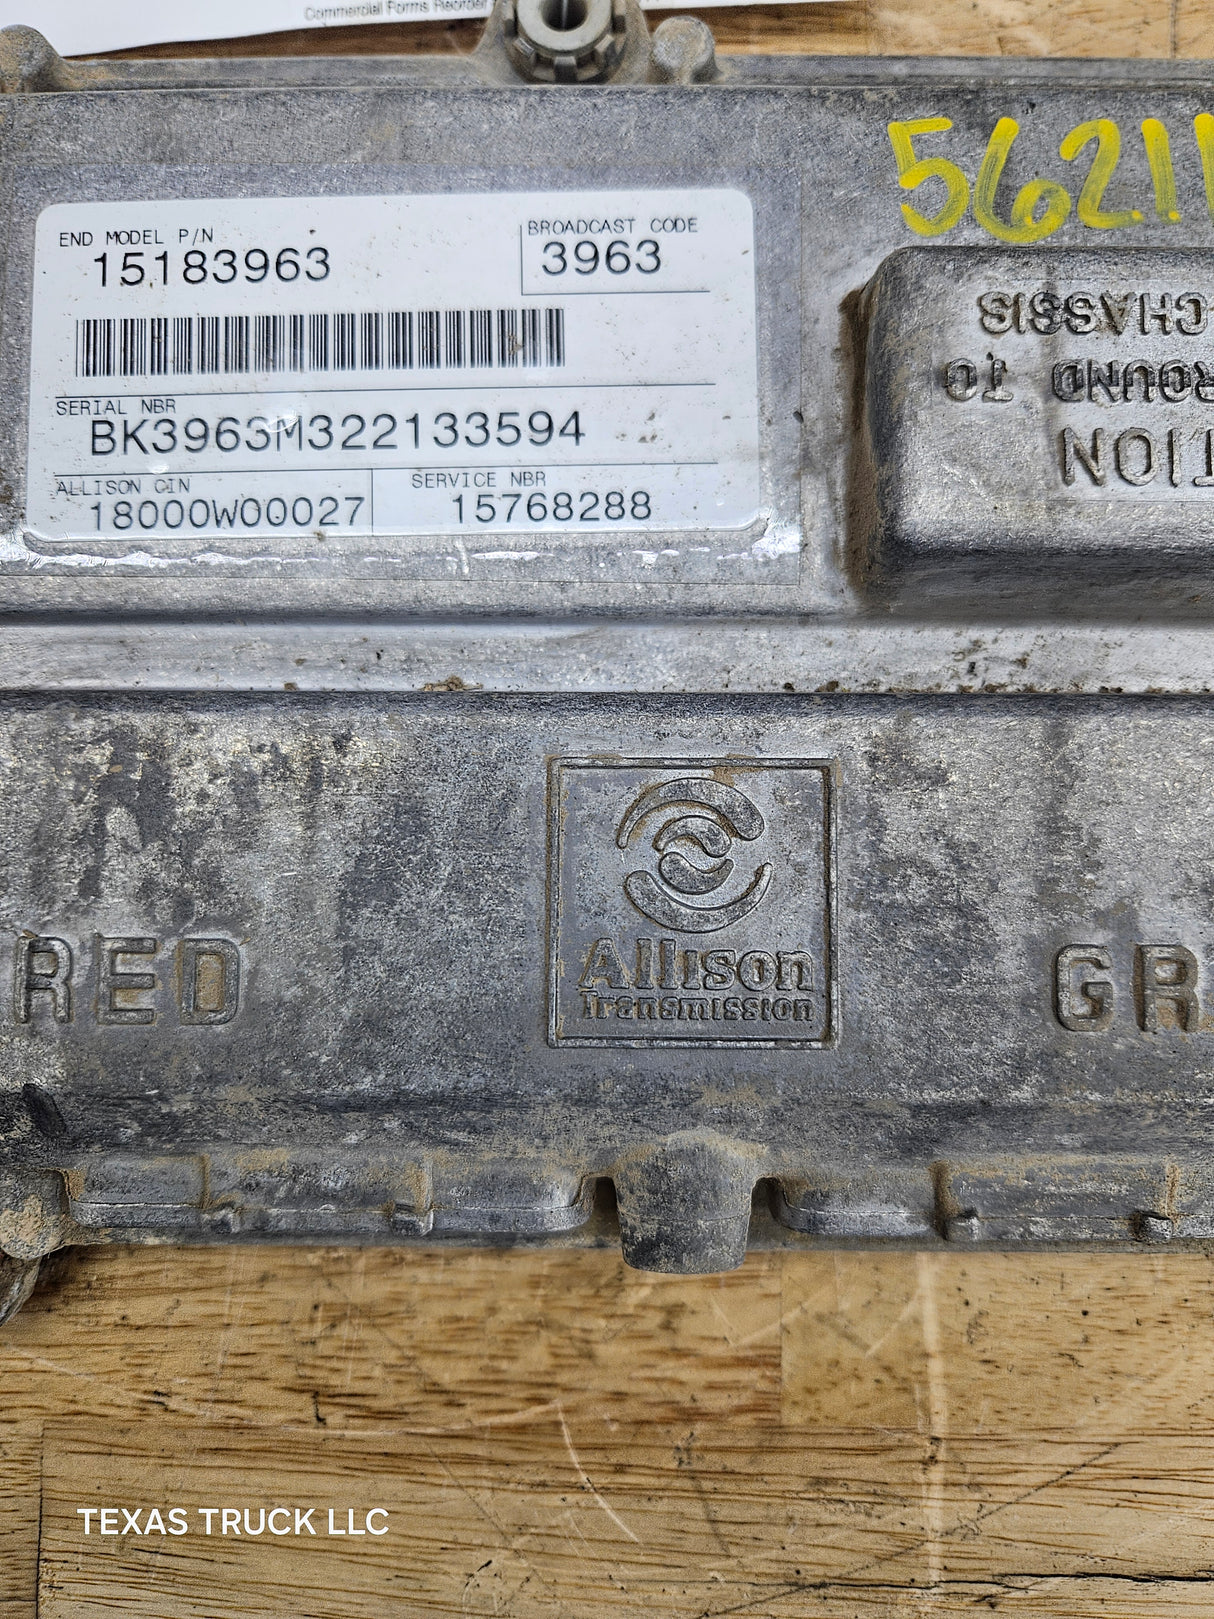 Commercial Forms Reorder
5621
END MODEL P/N
15183963
BROADCAST CODE
3963
SERIAL NBR
BK3963M322133594
ALLISON CIN
18000W00027
SERVICE NBR
15768288
TION
ROUND TO
CHASSIS
RED
Allison
Transmission
GR
TEXAS TRUCK LLC